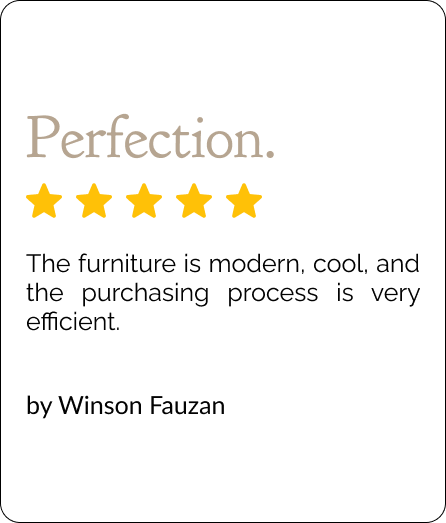 Perfection.
The furniture is modern, cool, and
the purchasing process is very
efficient.
by Winson Fauzan